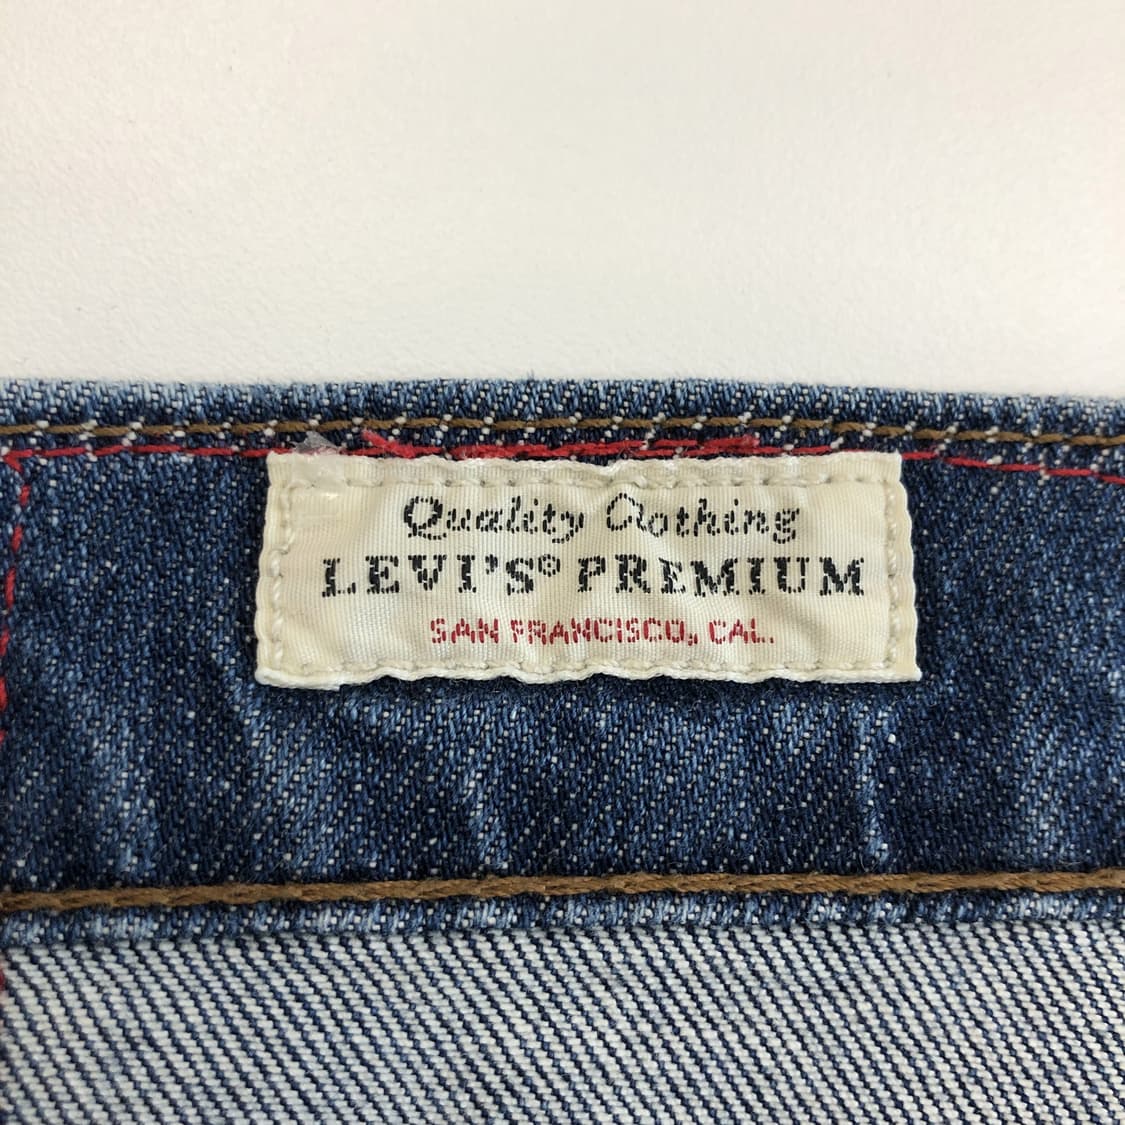 Quality Clothing
LEVI'S® PREMIUM
SAN FRANCISCO, CAL.